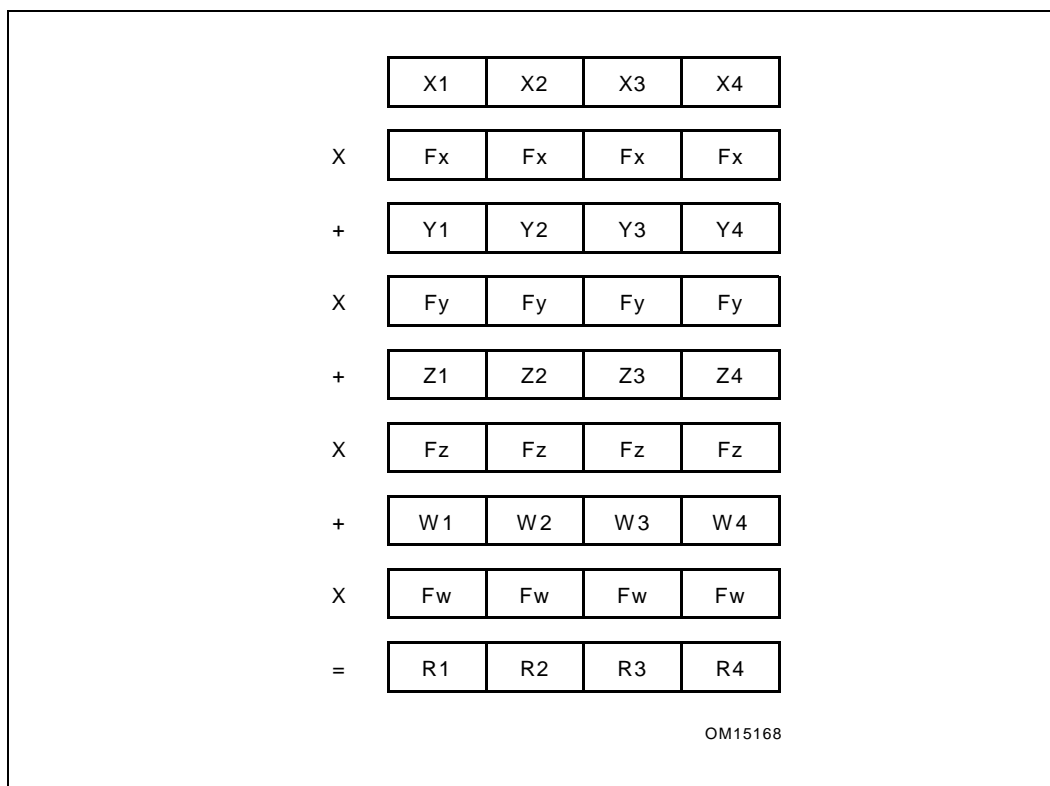 X1 X2 X3 X4
X Fx Fx Fx Fx
+ Y1 Y2 Y3 Y4
X Fy Fy Fy Fy
+ Z1 Z2 Z3 Z4
X Fz Fz Fz Fz
+ W1 W2 W3 W4
X Fw Fw Fw Fw
= R1 R2 R3 R4
OM15168